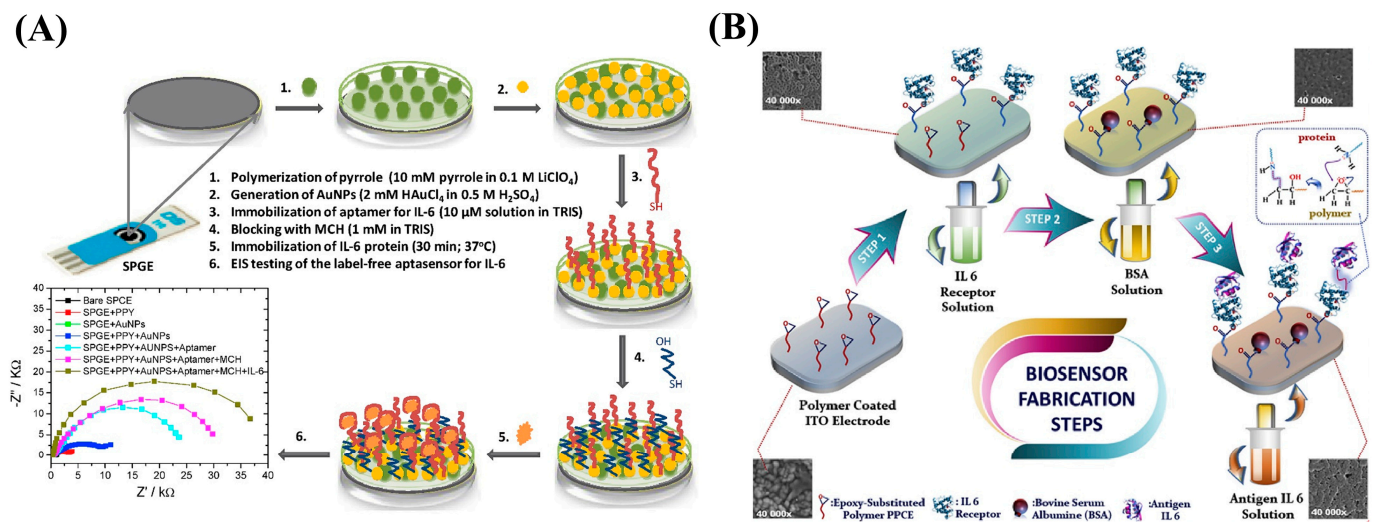 (A)
1.
2.
3.
SH
1. Polymerization of pyrrole (10 mM pyrrole in 0.1 M LiClO4)
2. Generation of AuNPs (2 mM HAuCl4 in 0.5 M H2SO4)
3. Immobilization of aptamer for IL-6 (10 µM solution in TRIS)
4. Blocking with MCH (1 mM in TRIS)
5. Immobilization of IL-6 protein (30 min; 37°C)
6. EIS testing of the label-free aptasensor for IL-6
SPGE
4.
OH
SH
5.
6.
-Z'' / KΩ
40
35
30
25
20
15
10
5
0
Bare SPCE
SPGE+PPY
SPGE+AuNPs
SPGE+PPY+AuNPs
SPGE+PPY+AUNPS+Aptamer
SPGE+PPY+AuNPS+Aptamer+MCH
SPGE+PPY+AuNPS+Aptamer+MCH+IL-6
0 5 10 15 20 25 30 35 40
Z' / kΩ
(B)
40 000x
40 000x
STEP 1
IL 6
Receptor
Solution
STEP 2
BSA
Solution
STEP 3
protein
OH
polymer
Polymer Coated
ITO Electrode
BIOSENSOR
FABRICATION
STEPS
Antigen IL 6
Solution
40 000x
40 000x
:Epoxy-Substituted
Polymer PPCE
: IL 6
Receptor
:Bovine Serum
Albumine (BSA)
:Antigen
IL 6